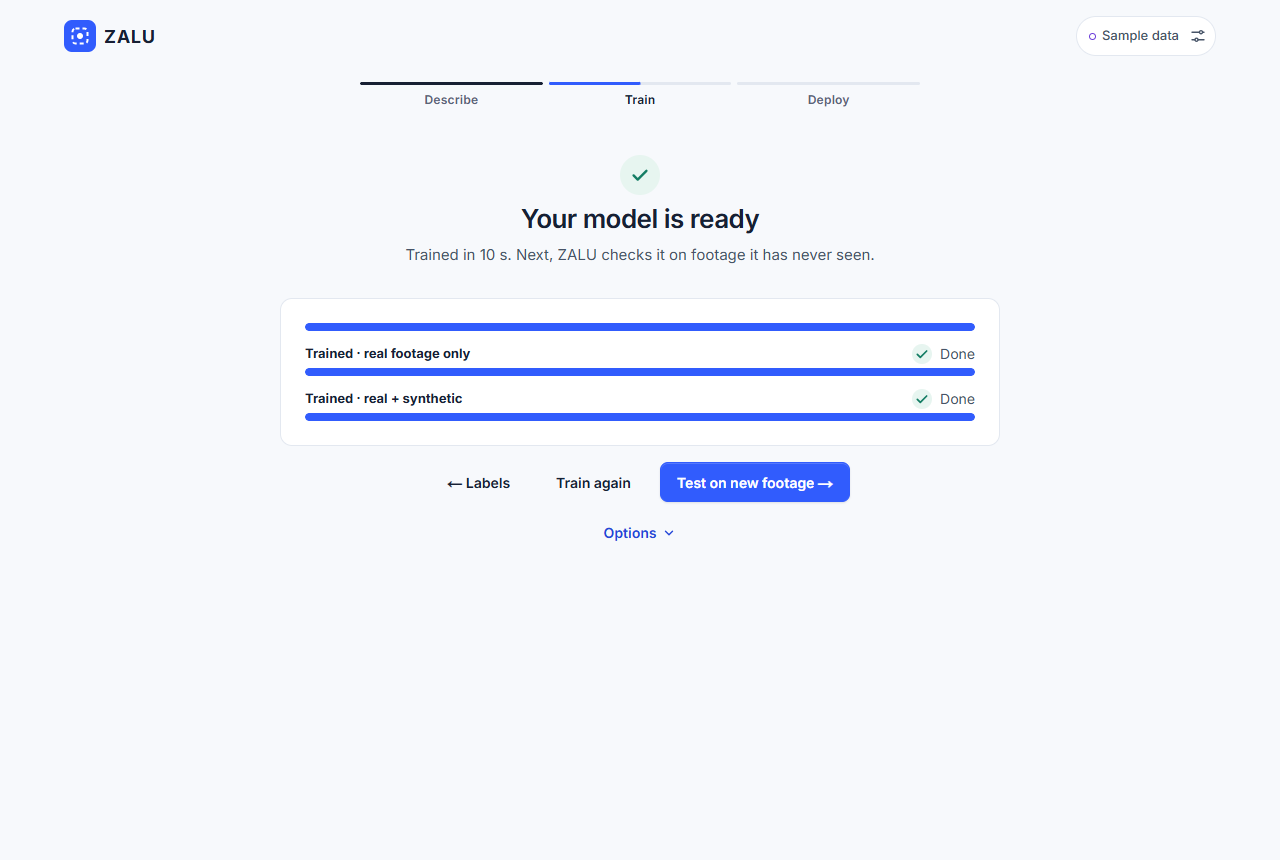 ZALU
Sample data
Describe
Train
Deploy
Your model is ready
Trained in 10 s. Next, ZALU checks it on footage it has never seen.
Trained · real footage only
Done
Trained · real + synthetic
Done
← Labels
Train again
Test on new footage →
Options